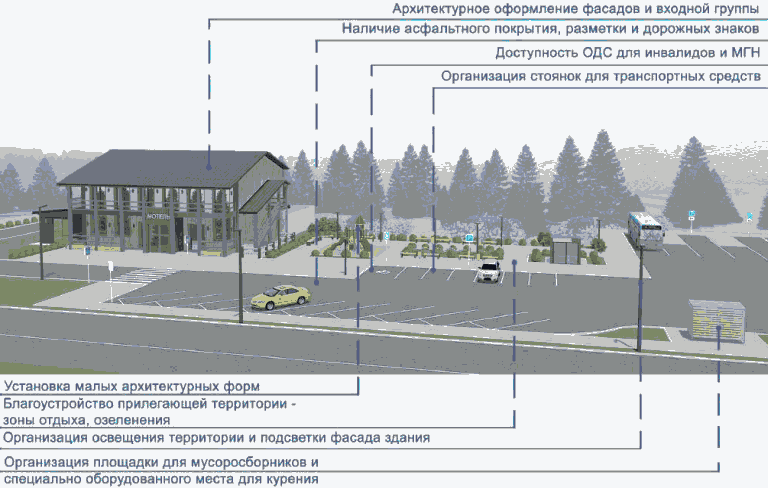 Архитектурное оформление фасадов и входной группы
Наличие асфальтного покрытия, разметки и дорожных знаков
Доступность ОДС для инвалидов и МГН
Организация стоянок для транспортных средств
МОТЕЛЬ
Установка малых архитектурных форм
Благоустройство прилегающей территории -
зоны отдыха, озеленения
Организация освещения территории и подсветки фасада здания
Организация площадки для мусоросборников и
специально оборудованного места для курения